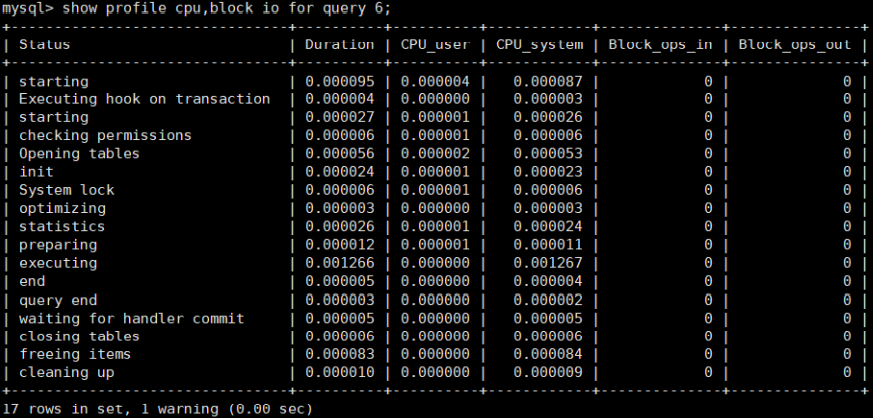 mysql> show profile cpu,block io for query 6;
+--------------------------------+----------+----------+------------+--------------+---------------+
| Status                         | Duration | CPU_user | CPU_system | Block_ops_in | Block_ops_out |
+--------------------------------+----------+----------+------------+--------------+---------------+
| starting                       | 0.000095 | 0.000004 |   0.000087 |            0 |             0 |
| Executing hook on transaction  | 0.000004 | 0.000000 |   0.000003 |            0 |             0 |
| starting                       | 0.000027 | 0.000001 |   0.000026 |            0 |             0 |
| checking permissions           | 0.000006 | 0.000001 |   0.000006 |            0 |             0 |
| Opening tables                 | 0.000056 | 0.000002 |   0.000053 |            0 |             0 |
| init                           | 0.000024 | 0.000001 |   0.000023 |            0 |             0 |
| System lock                    | 0.000006 | 0.000001 |   0.000006 |            0 |             0 |
| optimizing                     | 0.000003 | 0.000000 |   0.000003 |            0 |             0 |
| statistics                     | 0.000026 | 0.000001 |   0.000024 |            0 |             0 |
| preparing                      | 0.000012 | 0.000001 |   0.000011 |            0 |             0 |
| executing                      | 0.001266 | 0.000000 |   0.001267 |            0 |             0 |
| end                            | 0.000005 | 0.000000 |   0.000004 |            0 |             0 |
| query end                      | 0.000003 | 0.000000 |   0.000002 |            0 |             0 |
| waiting for handler commit     | 0.000005 | 0.000000 |   0.000005 |            0 |             0 |
| closing tables                 | 0.000006 | 0.000000 |   0.000006 |            0 |             0 |
| freeing items                  | 0.000083 | 0.000000 |   0.000084 |            0 |             0 |
| cleaning up                    | 0.000010 | 0.000000 |   0.000009 |            0 |             0 |
+--------------------------------+----------+----------+------------+--------------+---------------+
17 rows in set, 1 warning (0.00 sec)